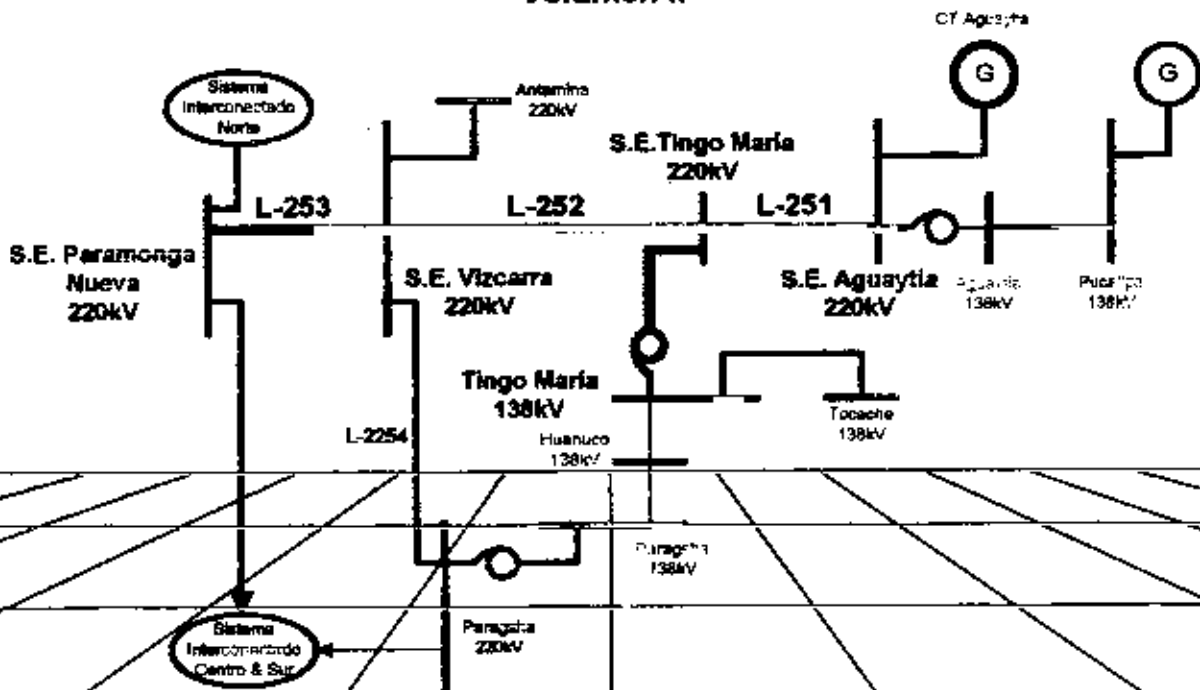 CT Aguaytia
G
G
Sistema
Interconectado
Norte
Antamina
220kV
S.E.Tingo María
220kV
L-253
L-252
L-251
S.E. Paramonga
Nueva
220kV
S.E. Vizcarra
220kV
S.E. Aguaytía
220kV
Aguaytia
138kV
138kV
Tingo María
138kV
Tocache
138kV
L-2254
Huanuco
138kV
138kV
Paragsha
220kV
Sistema
Interconectado
Centro & Sur